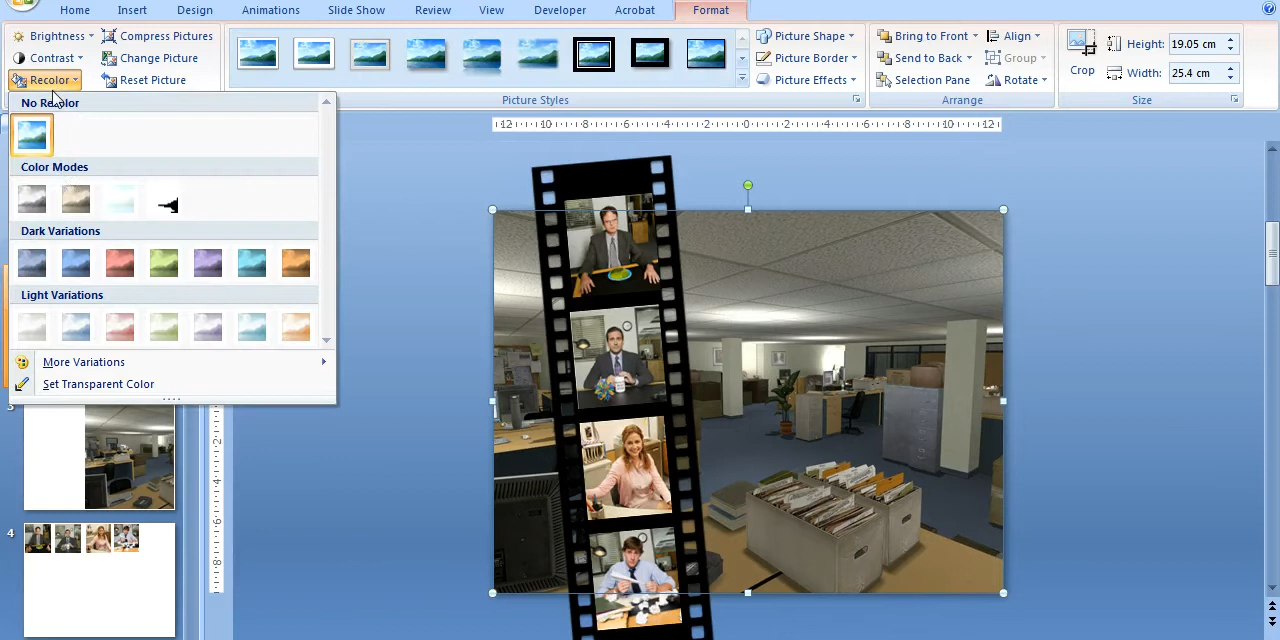 Home Insert Design Animations Slide Show Review View Developer Acrobat Format
Brightness Compress Pictures Picture Shape Bring to Front Align Height: 19.05 cm
Contrast Change Picture Picture Border Send to Back Group Crop Width: 25.4 cm
Recolor Reset Picture Picture Effects Selection Pane Rotate
Picture Styles Arrange Size
No Recolor
Color Modes
Dark Variations
Light Variations
More Variations
Set Transparent Color
12 10 8 6 4 2 0 2 4 6 8 10 12
2
4
6
8
3
4